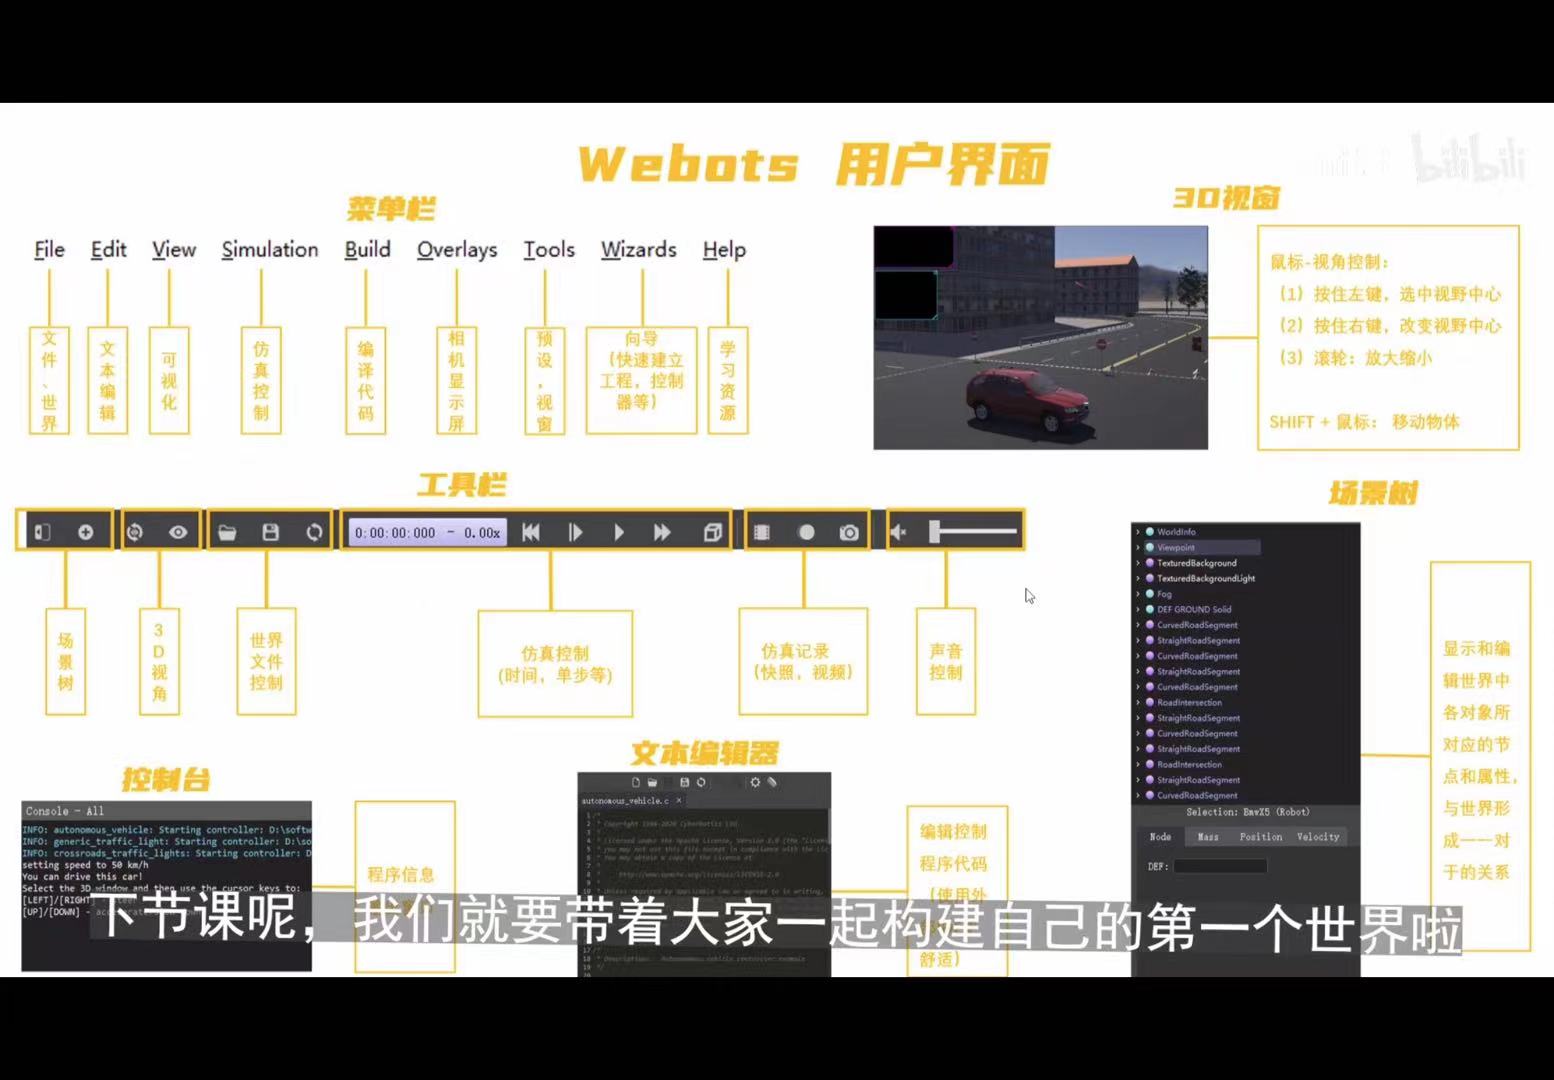 Webots 用户界面
bilibili
菜单栏
File Edit View Simulation Build Overlays Tools Wizards Help
文件、世界
文本编辑
可视化
仿真控制
编译代码
相机显示屏
预设，视窗
向导
（快速建立
工程，控制
器等）
学习资源
3D视窗
鼠标-视角控制：
（1）按住左键，选中视野中心
（2）按住右键，改变视野中心
（3）滚轮：放大缩小
SHIFT + 鼠标： 移动物体
工具栏
0:00:00:000 - 0.00x
场景树
3D视角
世界
文件
控制
仿真控制
(时间，单步等)
仿真记录
（快照，视频）
声音
控制
场景树
WorldInfo
Viewpoint
TexturedBackground
TexturedBackgroundLight
Fog
DEF GROUND Solid
CurvedRoadSegment
StraightRoadSegment
CurvedRoadSegment
StraightRoadSegment
CurvedRoadSegment
RoadIntersection
StraightRoadSegment
CurvedRoadSegment
StraightRoadSegment
RoadIntersection
StraightRoadSegment
CurvedRoadSegment
Selection: BmwX5 (Robot)
Node Mass Position Velocity
DEF:
显示和编
辑世界中
各对象所
对应的节
点和属性，
与世界形
成一一对
于的关系
控制台
Console - All
INFO: autonomous_vehicle: Starting controller: D:\softw
INFO: generic_traffic_light: Starting controller: D:\so
INFO: crossroads_traffic_lights: Starting controller: D
setting speed to 50 km/h
You can drive this car!
Select the 3D window and then use the cursor keys to:
[LEFT]/[RIGHT] - steer
[UP]/[DOWN] -
程序信息
文本编辑器
autonomous_vehicle.c ×
编辑控制
程序代码
（使用外
舒适）
下节课呢，我们就要带着大家一起构建自己的第一个世界啦